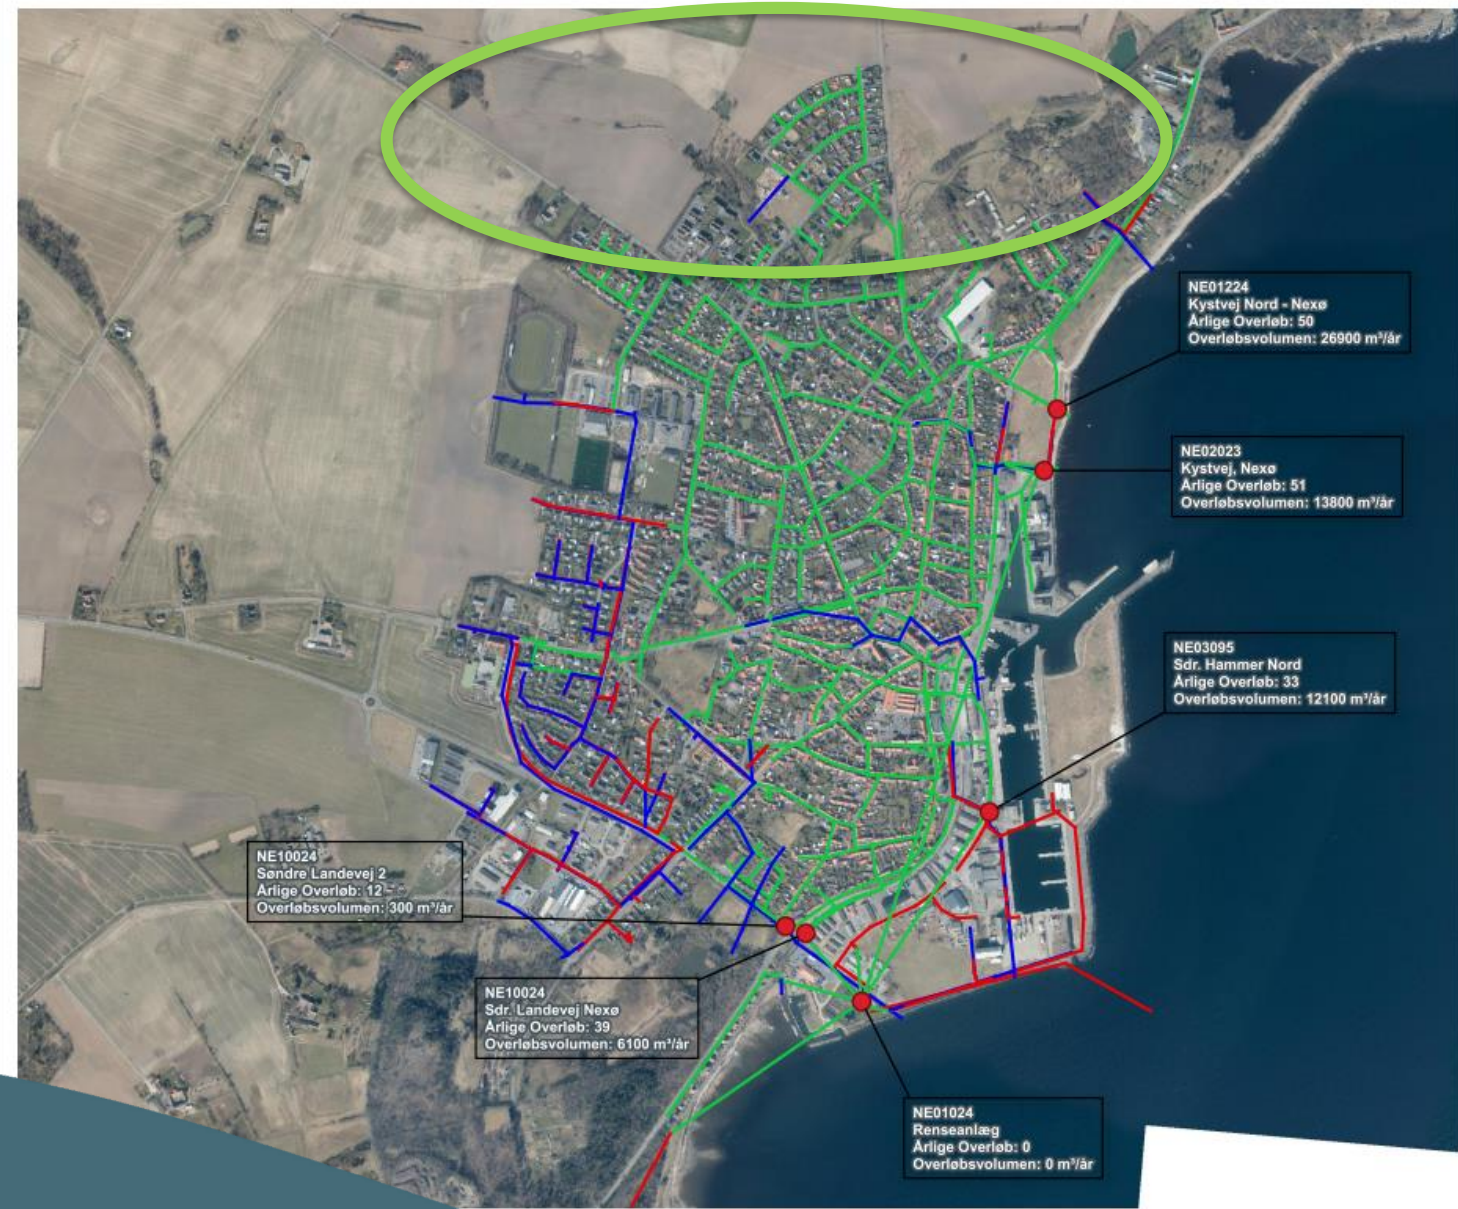 NE01224
Kystvej Nord - Nexø
Årlige Overløb: 50
Overløbsvolumen: 26900 m³/år
NE02023
Kystvej, Nexø
Årlige Overløb: 51
Overløbsvolumen: 13800 m³/år
NE03095
Sdr. Hammer Nord
Årlige Overløb: 33
Overløbsvolumen: 12100 m³/år
NE10024
Søndre Landevej 2
Årlige Overløb: 12
Overløbsvolumen: 300 m³/år
NE10024
Sdr. Landevej Nexø
Årlige Overløb: 39
Overløbsvolumen: 6100 m³/år
NE01024
Renseanlæg
Årlige Overløb: 0
Overløbsvolumen: 0 m³/år